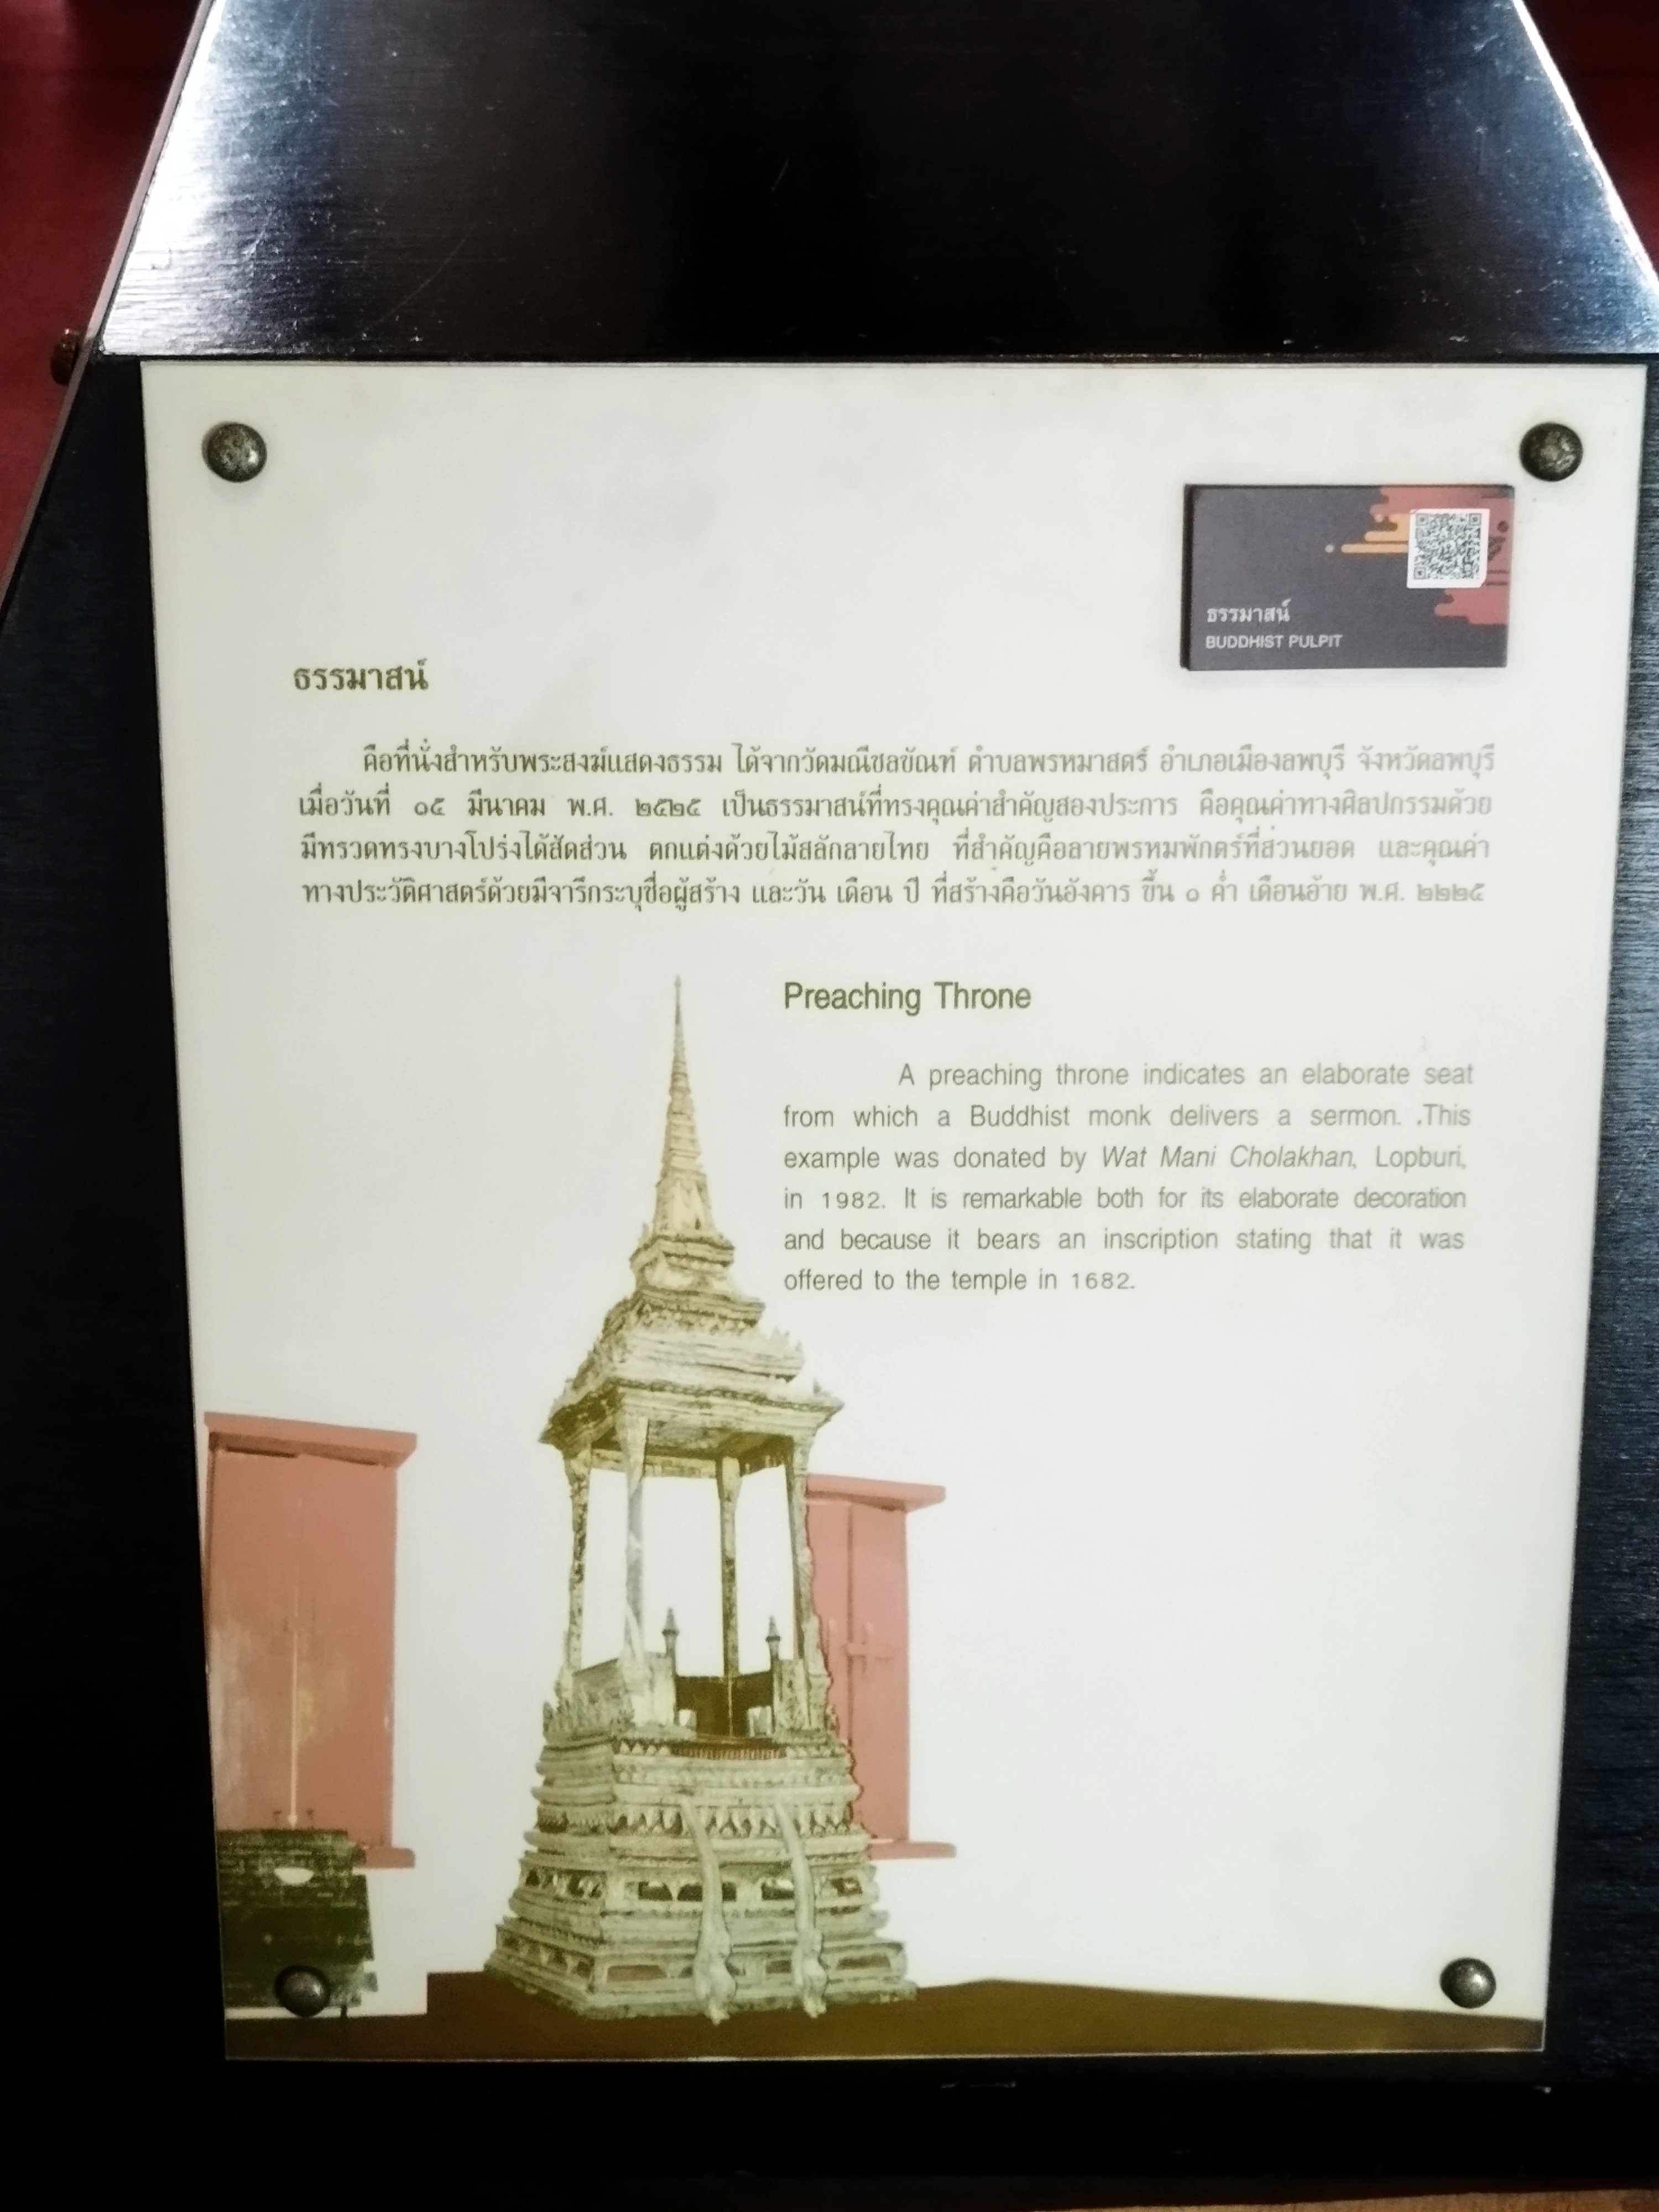 ธรรมาสน์
BUDDHIST PULPIT
ธรรมาสน์
คือที่นั่งสำหรับพระสงฆ์แสดงธรรม ได้จากวัดมณีชลขัณฑ์ ตำบลพรหมาสตร์ อำเภอเมืองลพบุรี จังหวัดลพบุรี
เมื่อวันที่ ๑๕ มีนาคม พ.ศ. ๒๕๒๕ เป็นธรรมาสน์ที่ทรงคุณค่าสำคัญสองประการ คือคุณค่าทางศิลปกรรมด้วย
มีทรวดทรงบางโปร่งได้สัดส่วน ตกแต่งด้วยไม้สลักลายไทย ที่สำคัญคือลายพรหมพักตร์ที่ส่วนยอด และคุณค่า
ทางประวัติศาสตร์ด้วยมีจารึกระบุชื่อผู้สร้าง และวัน เดือน ปี ที่สร้างคือวันอังคาร ขึ้น ๑ ค่ำ เดือนอ้าย พ.ศ. ๒๒๒๕
Preaching Throne
A preaching throne indicates an elaborate seat
from which a Buddhist monk delivers a sermon. .This
example was donated by Wat Mani Cholakhan, Lopburi,
in 1982. It is remarkable both for its elaborate decoration
and because it bears an inscription stating that it was
offered to the temple in 1682.